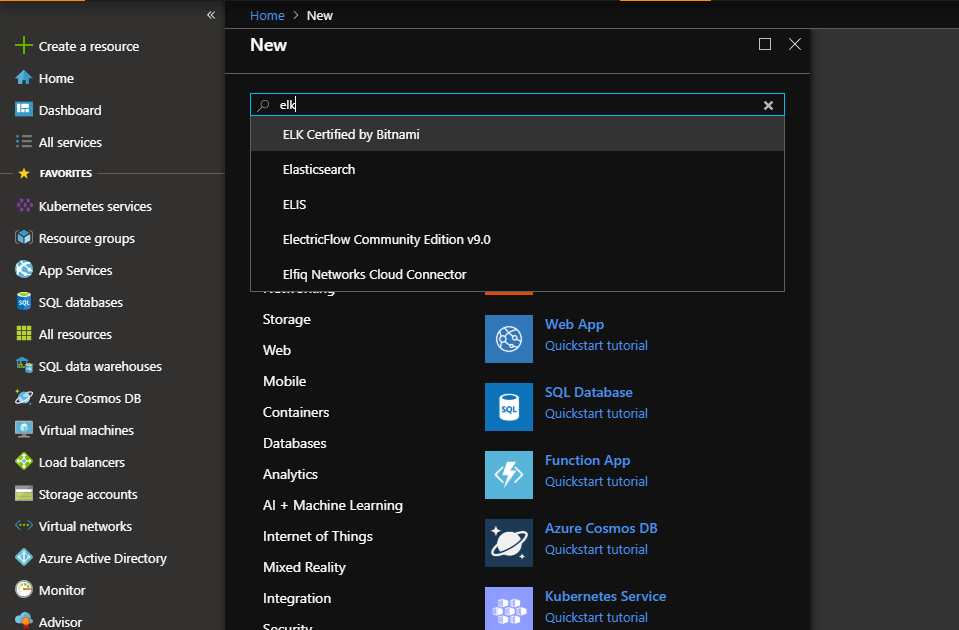 «
Create a resource
Home
Dashboard
All services
FAVORITES
Kubernetes services
Resource groups
App Services
SQL databases
All resources
SQL data warehouses
Azure Cosmos DB
Virtual machines
Load balancers
Storage accounts
Virtual networks
Azure Active Directory
Monitor
Advisor
Home > New
New
elk
ELK Certified by Bitnami
Elasticsearch
ELIS
ElectricFlow Community Edition v9.0
Elfiq Networks Cloud Connector
Networking
Storage
Web
Mobile
Containers
Databases
Analytics
AI + Machine Learning
Internet of Things
Mixed Reality
Integration
Security
Web App
Quickstart tutorial
SQL
SQL Database
Quickstart tutorial
Function App
Quickstart tutorial
Azure Cosmos DB
Quickstart tutorial
Kubernetes Service
Quickstart tutorial